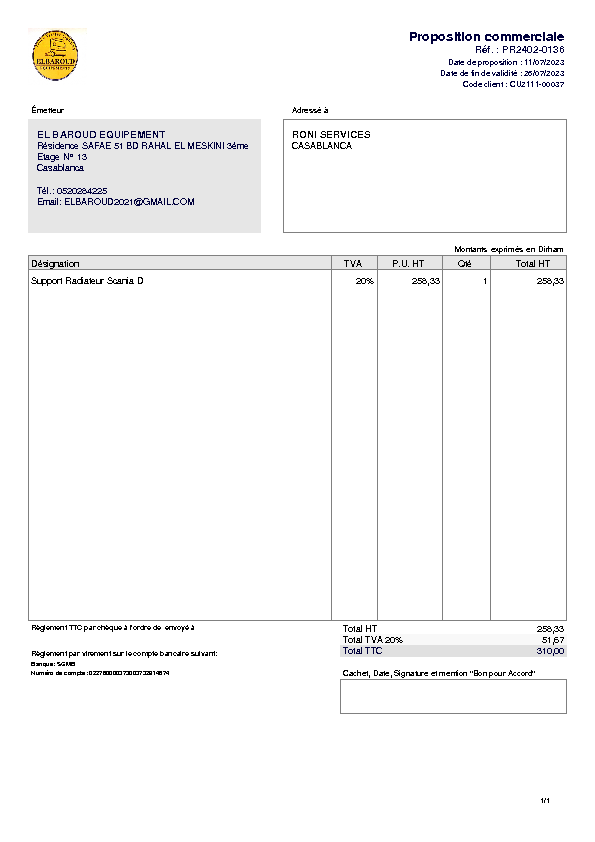 ELBAROUD
EQUIPEMENT
Proposition commerciale
Réf. : PR2402-0136
Date de proposition : 11/07/2023
Date de fin de validité : 26/07/2023
Code client : CU2111-00037
Émetteur
Adressé à
EL BAROUD EQUIPEMENT
Résidence SAFAE 51 BD RAHAL EL MESKINI 3éme
Etage N° 13
Casablanca
Tél.: 0520284225
Email: ELBAROUD2021@GMAIL.COM
RONI SERVICES
CASABLANCA
Montants exprimés en Dirham
Désignation TVA P.U. HT Qté Total HT
Support Radiateur Scania D 20% 258,33 1 258,33
Règlement TTC par chèque à l'ordre de envoyé à
Total HT 258,33
Total TVA 20% 51,67
Total TTC 310,00
Règlement par virement sur le compte bancaire suivant:
Banque: SGMB
Numéro de compte:
Cachet, Date, Signature et mention "Bon pour Accord"
1/1